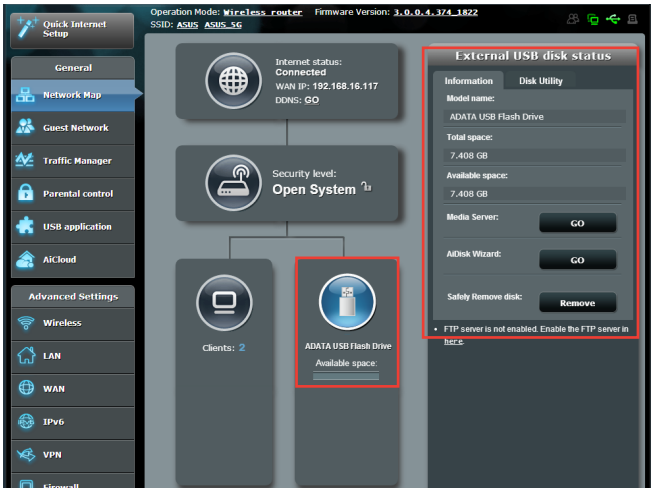 Quick Internet
Setup
Operation Mode: Wireless router Firmware Version: 3.0.0.4.374_1822
SSID: ASUS ASUS_5G
General
Network Map
Guest Network
Traffic Manager
Parental control
USB application
AiCloud
Advanced Settings
Wireless
LAN
WAN
IPv6
VPN
Firewall
Internet status:
Connected
WAN IP: 192.168.16.117
DDNS: GO
Security level:
Open System
Clients: 2
ADATA USB Flash Drive
Available space:
External USB disk status
Information Disk Utility
Model name:
ADATA USB Flash Drive
Total space:
7.408 GB
Available space:
7.408 GB
Media Server: GO
AiDisk Wizard: GO
Safely Remove disk: Remove
• FTP server is not enabled. Enable the FTP server in
here.